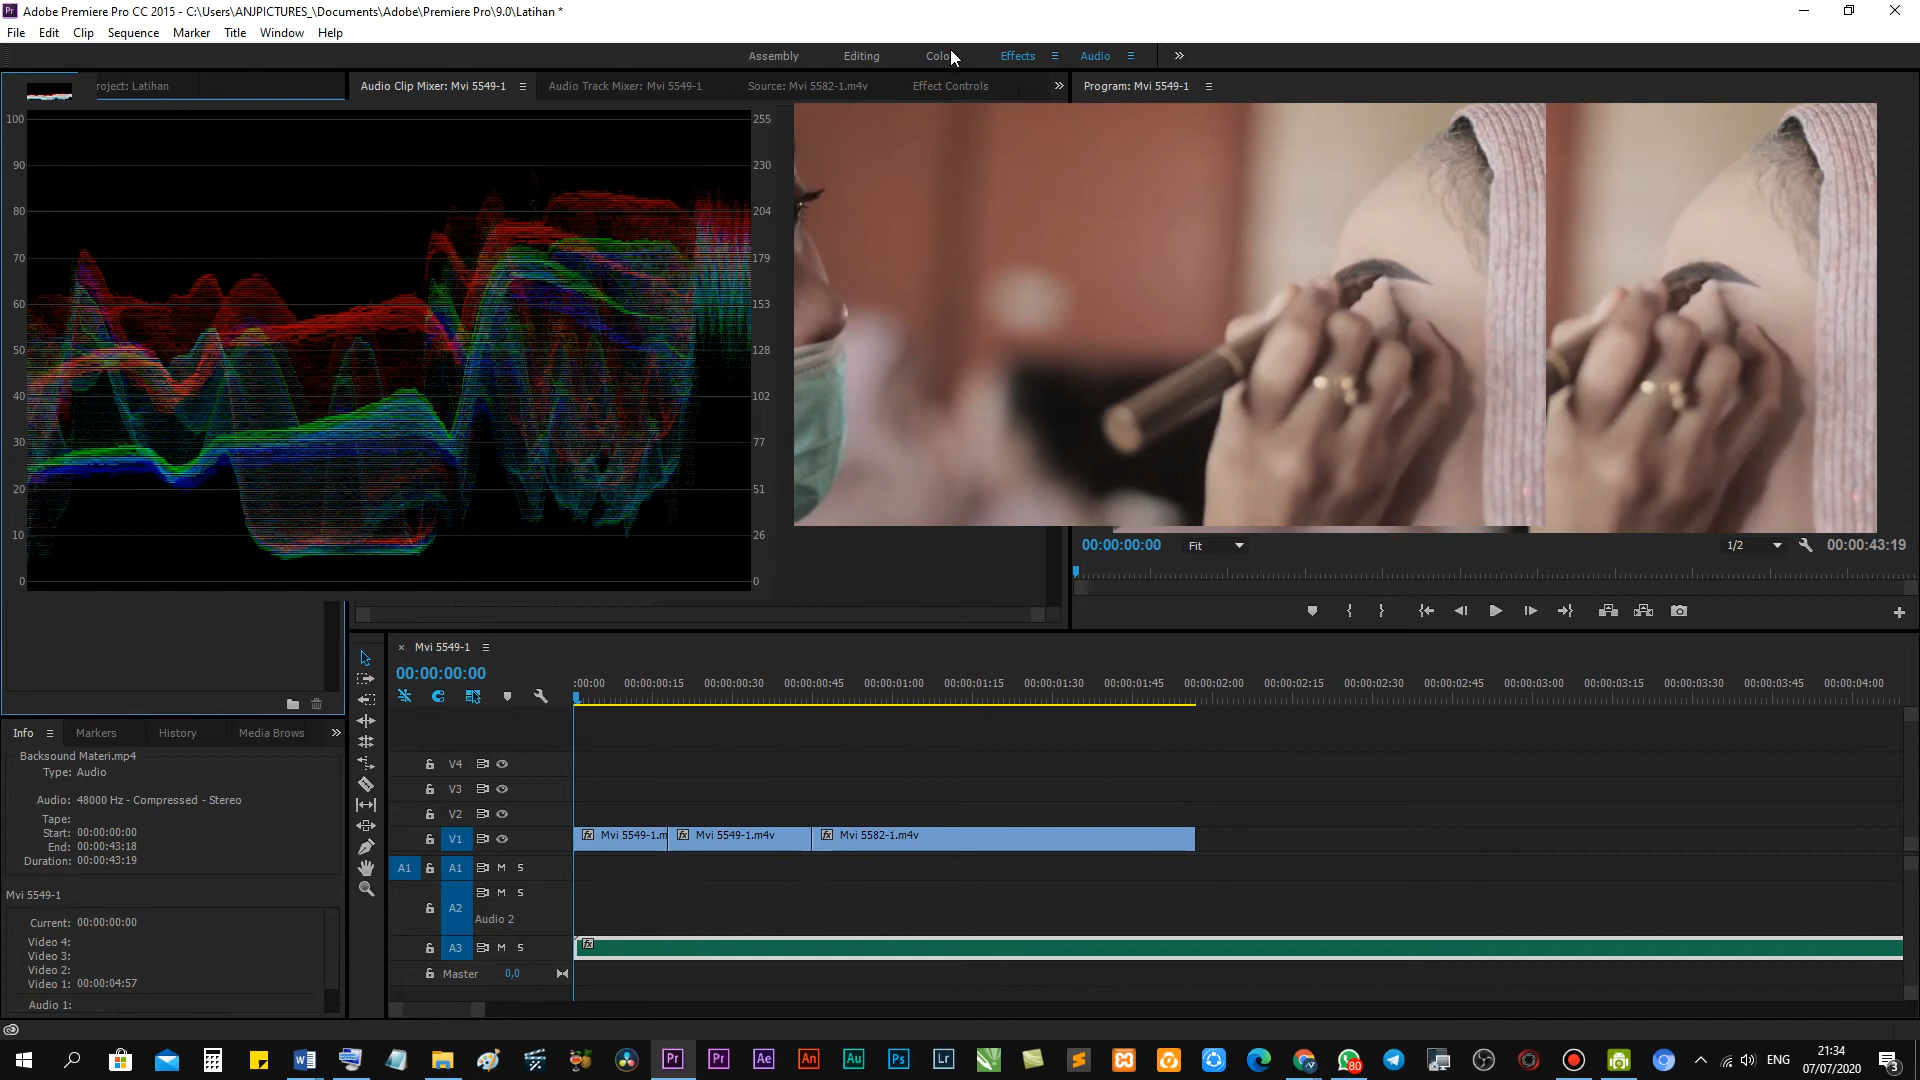 Adobe Premiere Pro CC 2015 - C:\Users\ANJPICTURES_\Documents\Adobe\Premiere Pro\9.0\Latihan *
File Edit Clip Sequence Marker Title Window Help
Assembly Editing Colo Effects Audio
roject: Latihan Audio Clip Mixer: Mvi 5549-1 Audio Track Mixer: Mvi 5549-1 Source: Mvi 5582-1.m4v Effect Controls Program: Mvi 5549-1
100 255
90 230
80 204
70 179
60 153
50 128
40 102
30 77
20 51
10 26
0 0
00:00:00:00 Fit 1/2 00:00:43:19
Mvi 5549-1
00:00:00:00
:00:00 00:00:00:15 00:00:00:30 00:00:00:45 00:00:01:00 00:00:01:15 00:00:01:30 00:00:01:45 00:00:02:00 00:00:02:15 00:00:02:30 00:00:02:45 00:00:03:00 00:00:03:15 00:00:03:30 00:00:03:45 00:00:04:00
Info Markers History Media Brows
Backsound Materi.mp4
Type: Audio
Audio: 48000 Hz - Compressed - Stereo
Tape:
Start: 00:00:00:00
End: 00:00:43:18
Duration: 00:00:43:19
Mvi 5549-1
Current: 00:00:00:00
Video 4:
Video 3:
Video 2:
Video 1: 00:00:04:57
Audio 1:
V4
V3
V2
V1 Mvi 5549-1.m Mvi 5549-1.m4v Mvi 5582-1.m4v
A1 A1 M S
A2 M S
Audio 2
A3 M S
Master 0,0
Pr Pr Ae An Au Ps Lr 80 ENG 21:34
07/07/2020 3